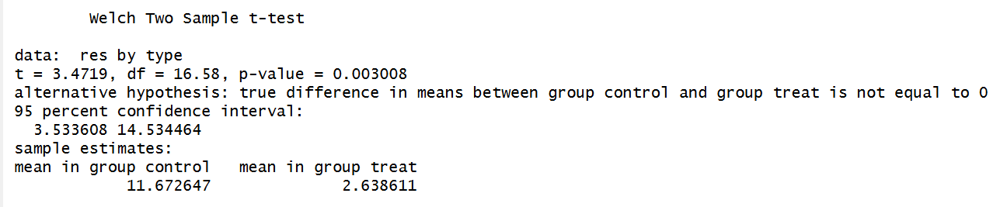 Welch Two Sample t-test
data: res by type
t = 3.4719, df = 16.58, p-value = 0.003008
alternative hypothesis: true difference in means between group control and group treat is not equal to 0
95 percent confidence interval:
3.533608 14.534464
sample estimates:
mean in group control mean in group treat
11.672647 2.638611